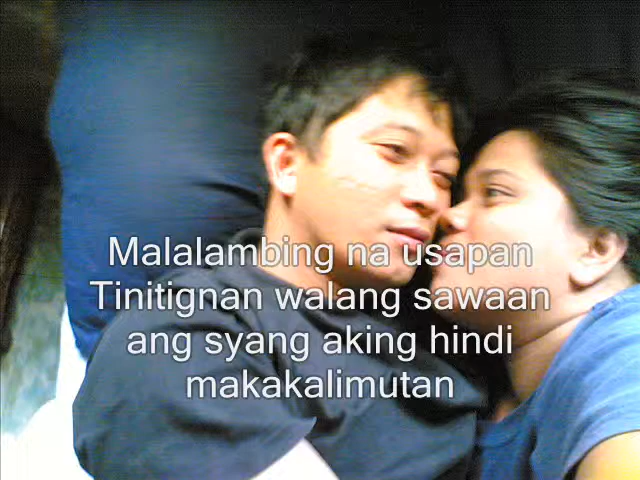 Malalambing na usapan
Tinitignan walang sawaan
ang syang aking hindi
makakalimutan